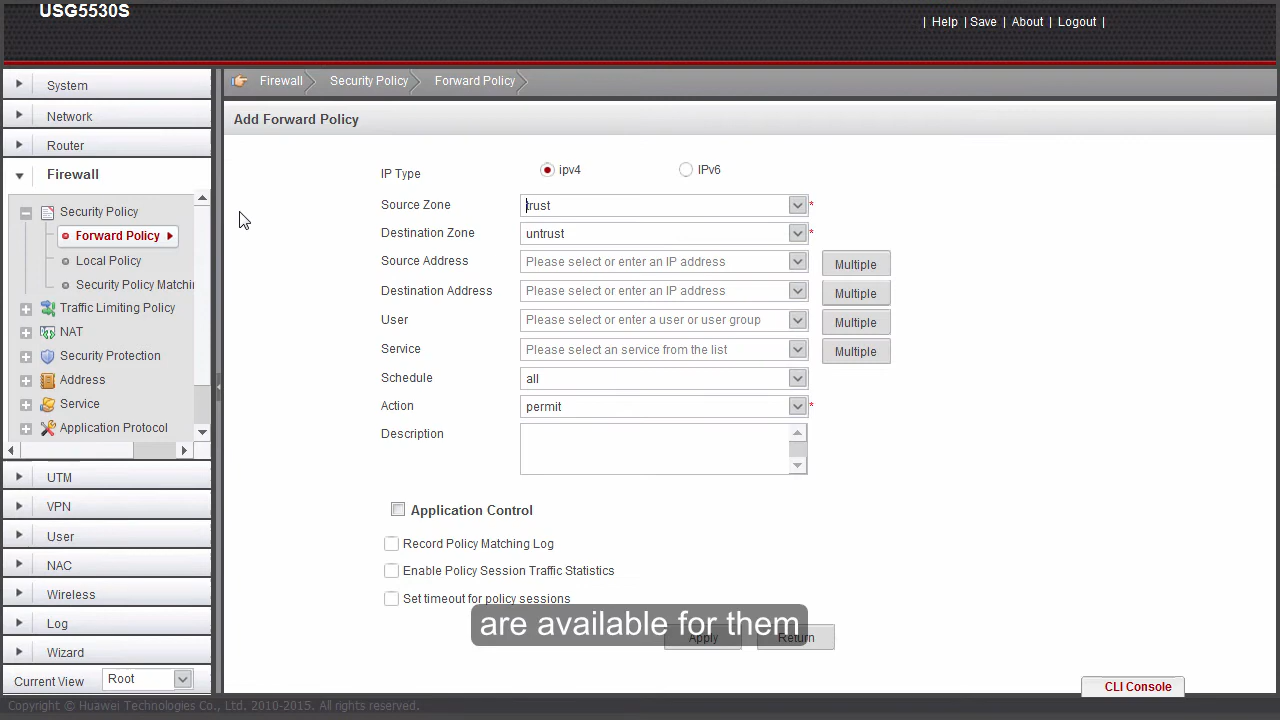 USG5530S
| Help | Save | About | Logout |
System
Network
Router
Firewall
Security Policy
Forward Policy
Local Policy
Security Policy Matchi
Traffic Limiting Policy
NAT
Security Protection
Address
Service
Application Protocol
UTM
VPN
User
NAC
Wireless
Log
Wizard
Current View Root
Firewall Security Policy Forward Policy
Add Forward Policy
IP Type ipv4 IPv6
Source Zone trust *
Destination Zone untrust *
Source Address Please select or enter an IP address Multiple
Destination Address Please select or enter an IP address Multiple
User Please select or enter a user or user group Multiple
Service Please select an service from the list Multiple
Schedule all
Action permit *
Description
Application Control
Record Policy Matching Log
Enable Policy Session Traffic Statistics
Set timeout for policy sessions
are available for them
Apply Return
CLI Console
Copyright © Huawei Technologies Co., Ltd. 2010-2015. All rights reserved.